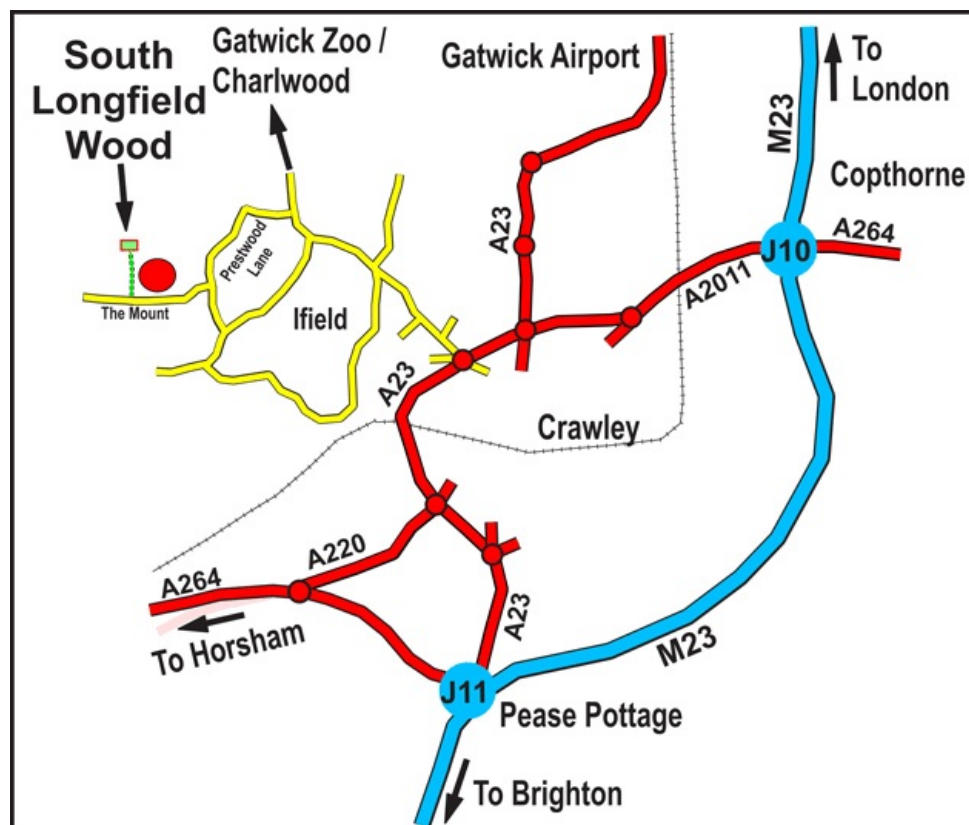 South
Longfield
Wood
Gatwick Zoo /
Charlwood
Gatwick Airport
To
London
M23
Copthorne
A23
A264
J10
Prestwood
Lane
A2011
The Mount
Ifield
A23
Crawley
A220
A264
A23
To Horsham
M23
J11
Pease Pottage
To Brighton